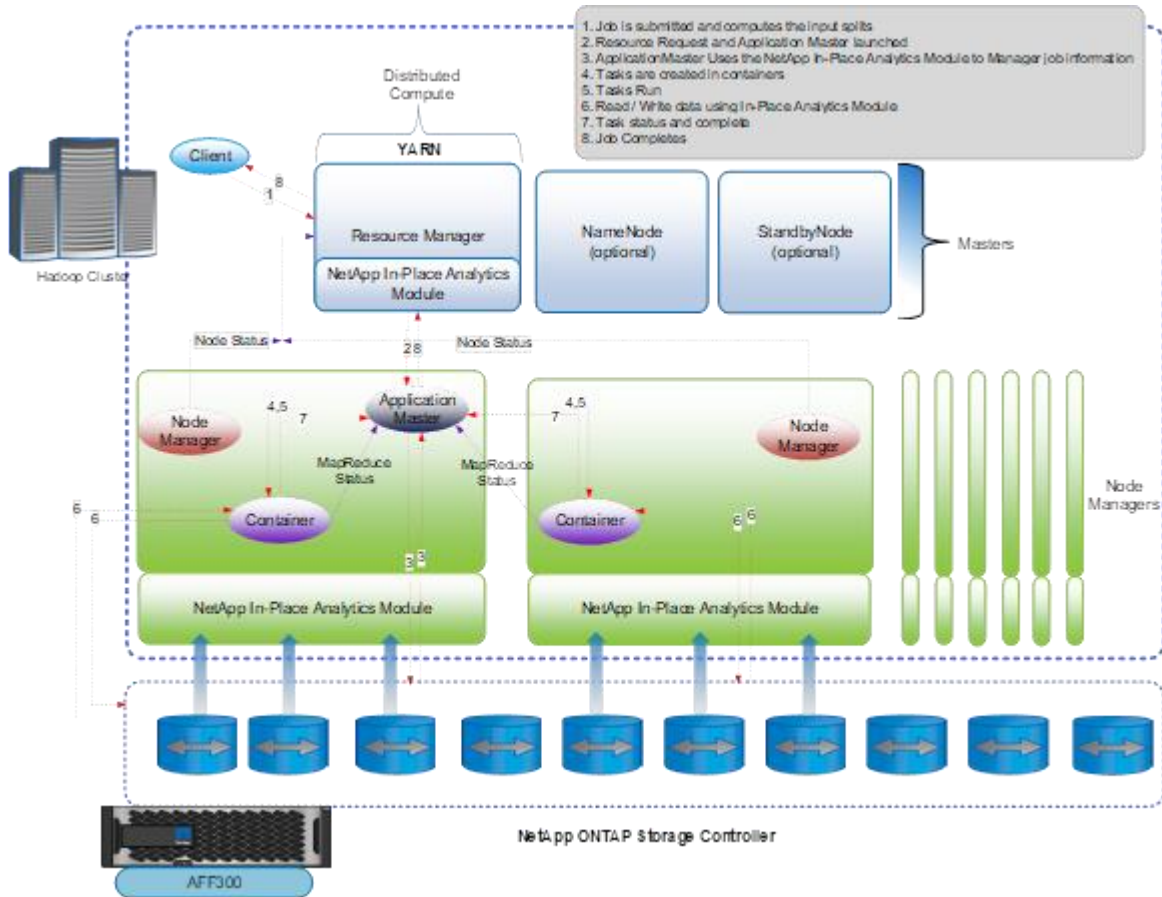 1. Job is submitted and computes the input splits
2. Resource Request and Application Master launched
3. ApplicationMaster Uses the NetApp In-Place Analytics Module to Manager job information
4. Tasks are created in containers
5. Tasks Run
6. Read / Write data using In-Place Analytics Module
7. Task status and complete
8. Job Completes
Distributed
Compute
YARN
Client
8
1
Resource Manager
NetApp In-Place Analytics
Module
NameNode
(optional)
StandbyNode
(optional)
Masters
Hadoop Cluste
Node Status
2 8
Node Status
Application
Master
4,5
7
4,5
7
Node
Manager
Node
Manager
MapReduce
Status
MapReduce
Status
Node
Managers
6
6
Container
Container
6
6
3
3
NetApp In-Place Analytics Module
NetApp In-Place Analytics Module
NetApp ONTAP Storage Controller
AFF300